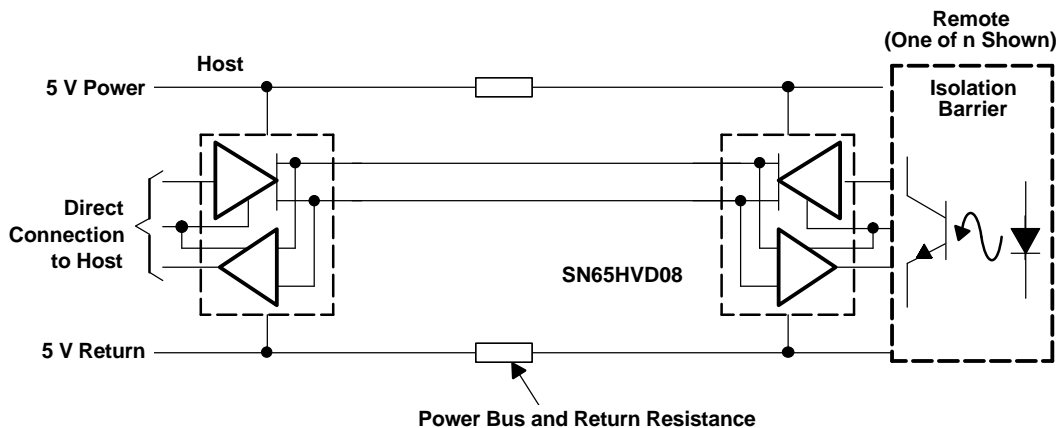 Remote
(One of n Shown)
Host
5 V Power
Isolation
Barrier
Direct
Connection
to Host
SN65HVD08
5 V Return
Power Bus and Return Resistance